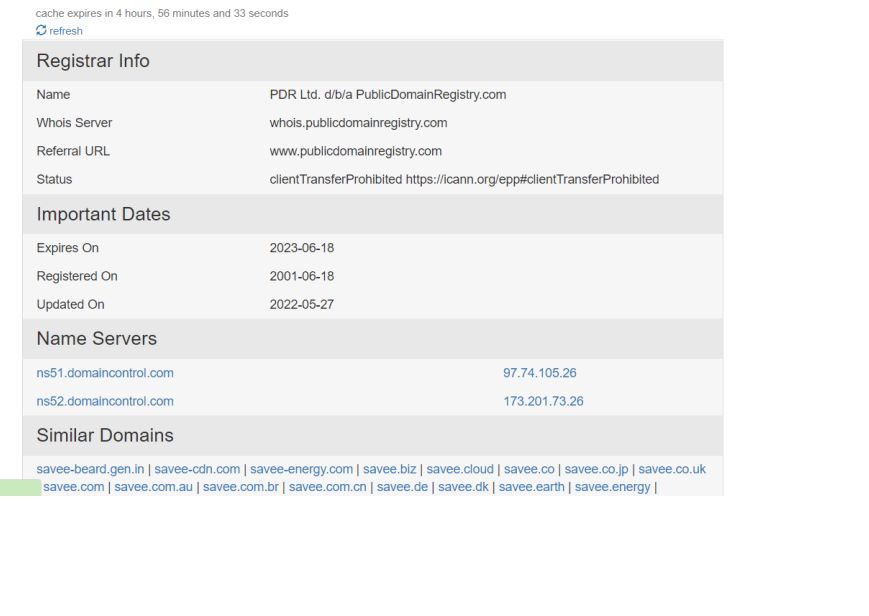 cache expires in 4 hours, 56 minutes and 33 seconds
refresh
Registrar Info
Name PDR Ltd. d/b/a PublicDomainRegistry.com
Whois Server whois.publicdomainregistry.com
Referral URL www.publicdomainregistry.com
Status clientTransferProhibited https://icann.org/epp#clientTransferProhibited
Important Dates
Expires On 2023-06-18
Registered On 2001-06-18
Updated On 2022-05-27
Name Servers
ns51.domaincontrol.com 97.74.105.26
ns52.domaincontrol.com 173.201.73.26
Similar Domains
savee-beard.gen.in | savee-cdn.com | savee-energy.com | savee.biz | savee.cloud | savee.co | savee.co.jp | savee.co.uk
savee.com | savee.com.au | savee.com.br | savee.com.cn | savee.de | savee.dk | savee.earth | savee.energy |